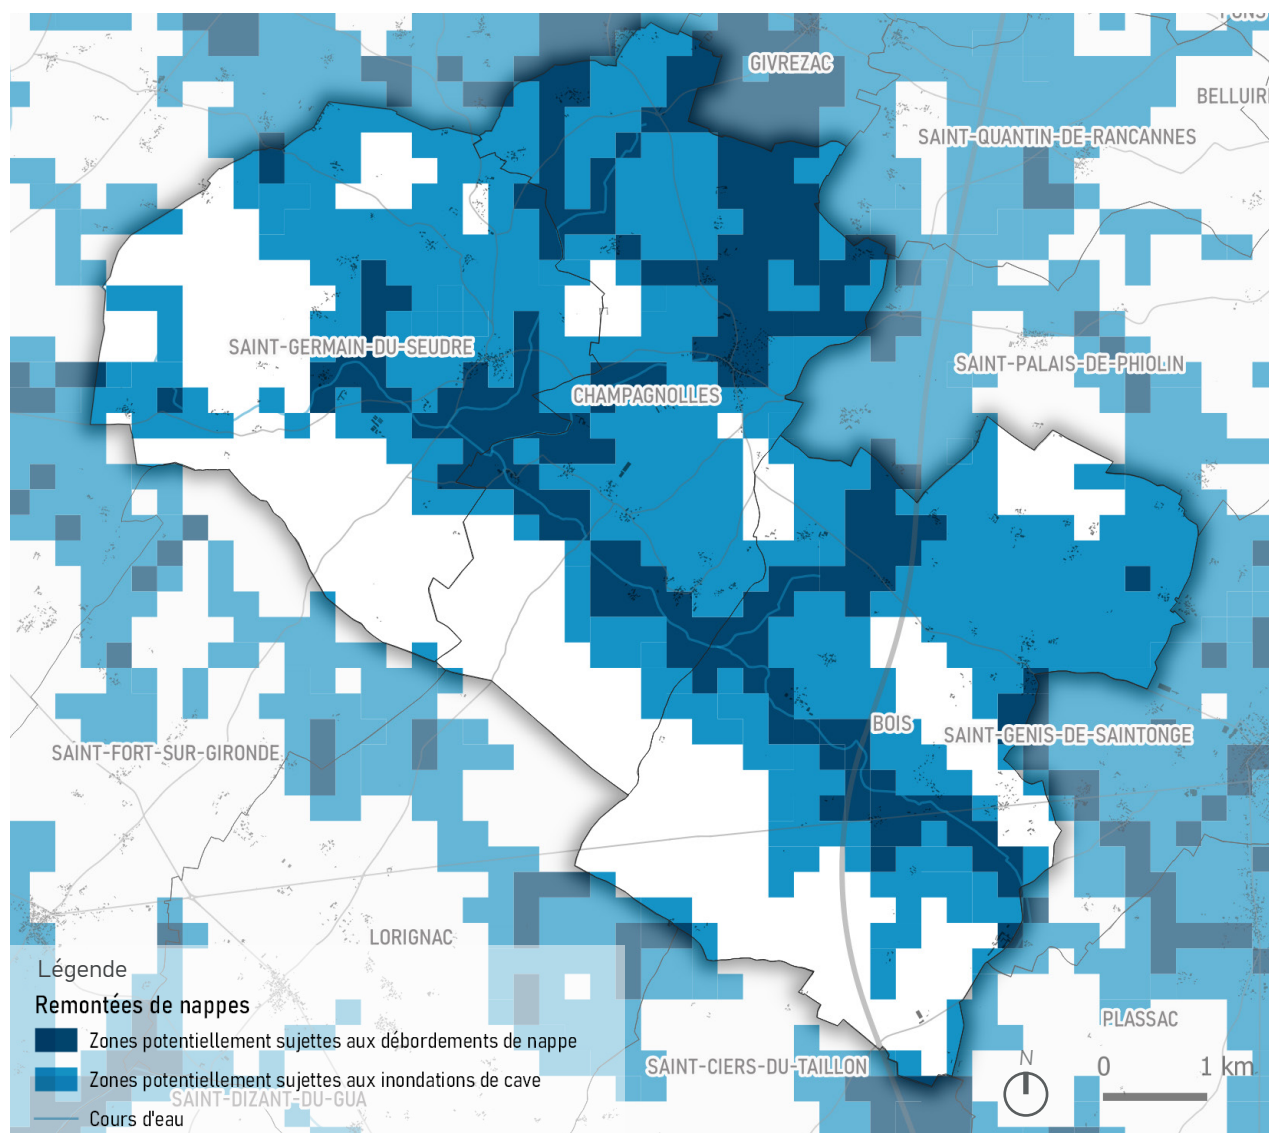 PONS
GIVREZAC
BELLUIRE
SAINT-QUANTIN-DE-RANCANNES
SAINT-GERMAIN-DU-SEUDRE
SAINT-PALAIS-DE-PHIOLIN
CHAMPAGNOLLES
BOIS
SAINT-GENIS-DE-SAINTONGE
SAINT-FORT-SUR-GIRONDE
LORIGNAC
PLASSAC
SAINT-CIERS-DU-TAILLON
SAINT-DIZANT-DU-GUA
Légende
Remontées de nappes
Zones potentiellement sujettes aux débordements de nappe
Zones potentiellement sujettes aux inondations de cave
Cours d'eau
N
0 1 km